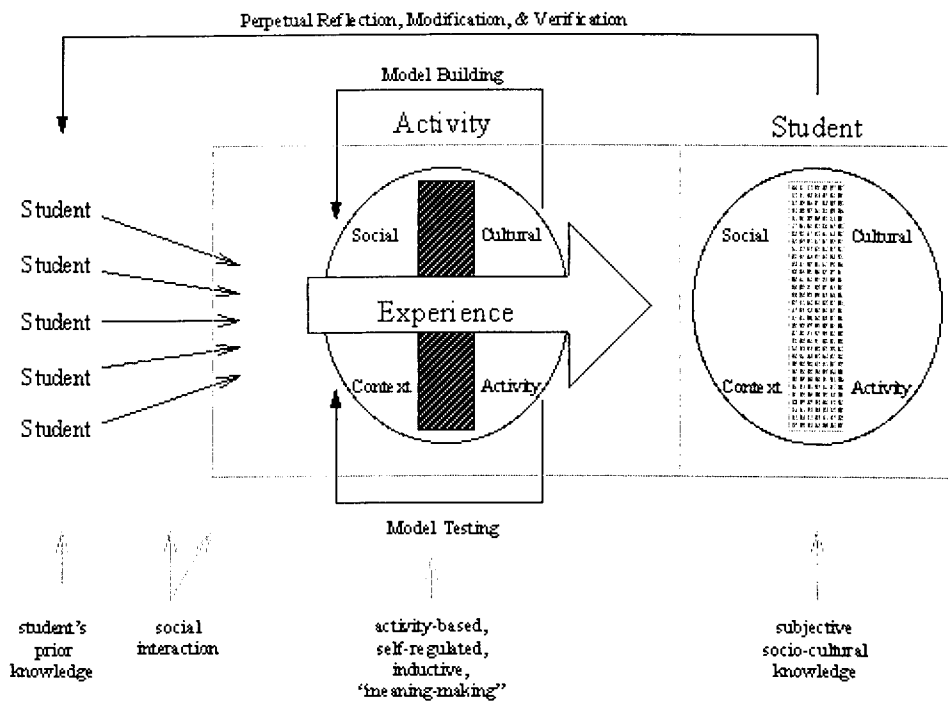 Perpetual Reflection, Modification, & Verification
Model Building
Activity
Student
Student
Student
Student
Student
Student
Social
Cultural
Experience
Context
Activity
Social
Cultural
Context
Activity
Model Testing
student's
prior
knowledge
social
interaction
activity-based,
self-regulated,
inductive,
"meaning-making"
subjective
socio-cultural
knowledge